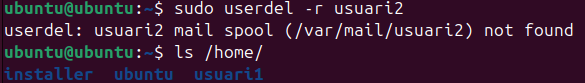 ubuntu@ubuntu:~$ sudo userdel -r usuari2
userdel: usuari2 mail spool (/var/mail/usuari2) not found
ubuntu@ubuntu:~$ ls /home/
installer  ubuntu  usuari1